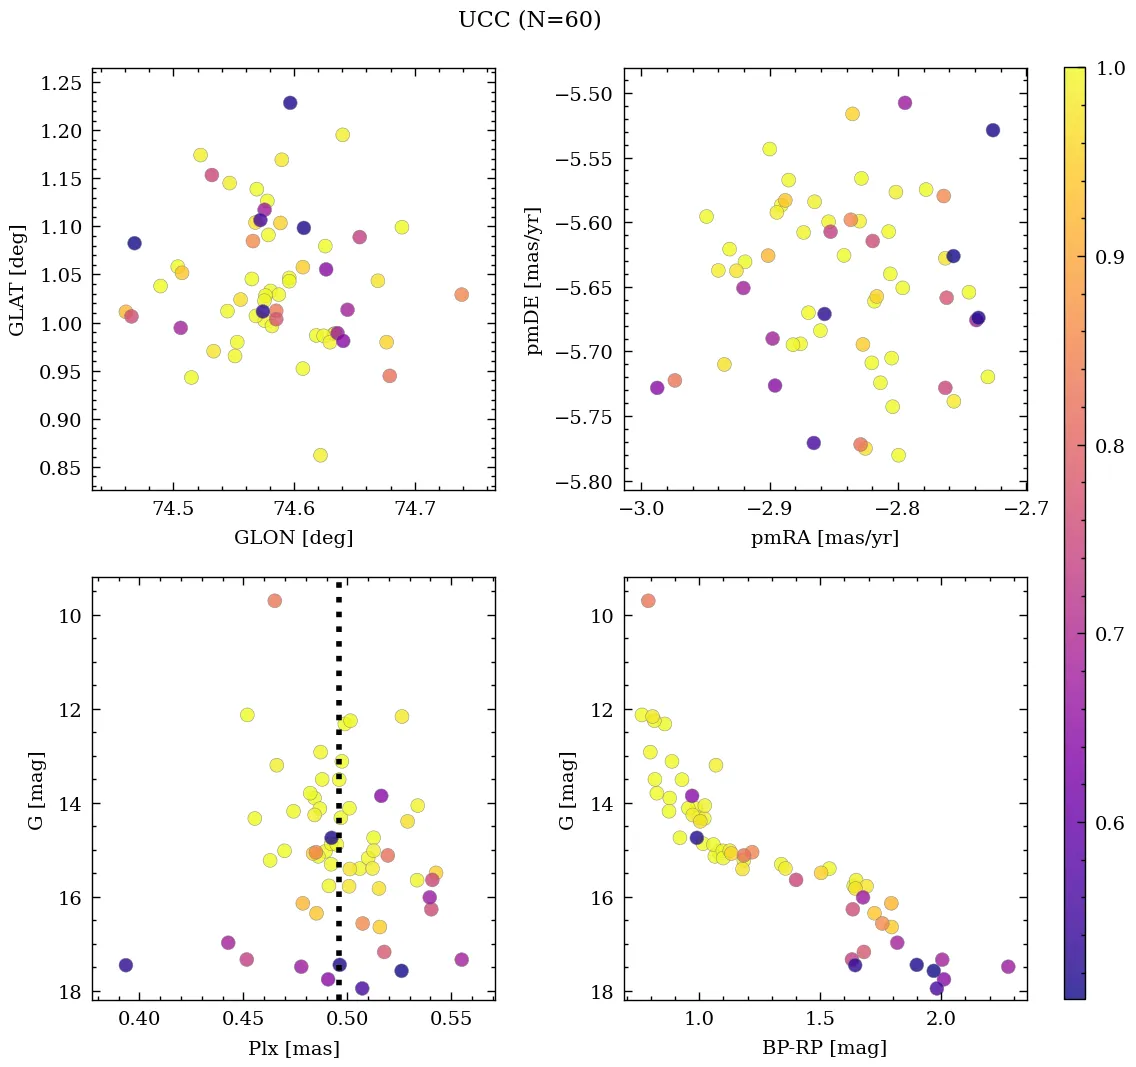 UCC (N=60)
1.25
1.20
1.15
1.10
1.05
1.00
0.95
0.90
0.85
GLAT [deg]
74.5 74.6 74.7
GLON [deg]
−5.50
−5.55
−5.60
−5.65
−5.70
−5.75
−5.80
pmDE [mas/yr]
−3.0 −2.9 −2.8 −2.7
pmRA [mas/yr]
10
12
14
16
18
G [mag]
0.40 0.45 0.50 0.55
Plx [mas]
10
12
14
16
18
G [mag]
1.0 1.5 2.0
BP-RP [mag]
1.0
0.9
0.8
0.7
0.6